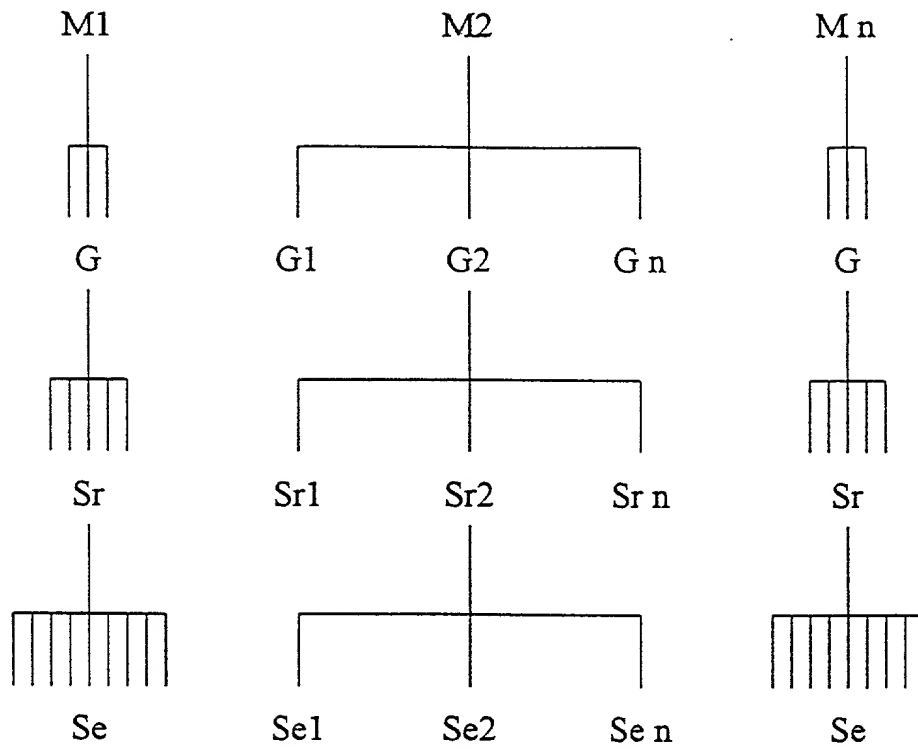 M1 M2 M n
G G1 G2 G n G
Sr Sr1 Sr2 Sr n Sr
Se Se1 Se2 Se n Se